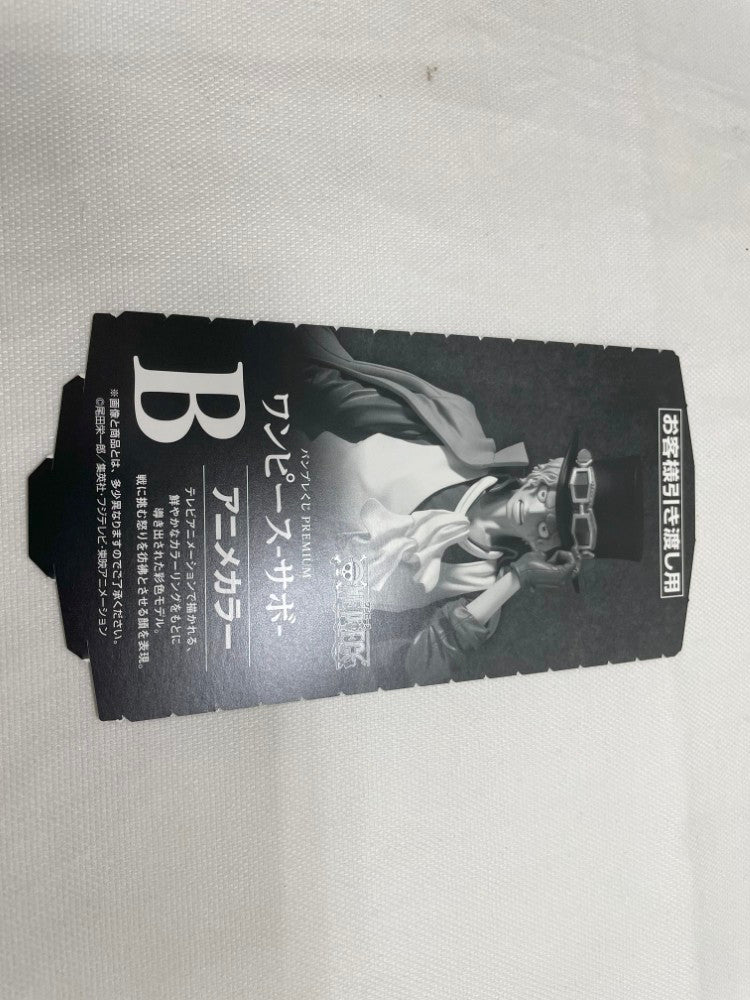 お客様引き渡し用
バンプレくじ PREMIUM
ワンピース-サボ-
B
アニメカラー
テレビアニメーションで描かれる、
鮮やかなカラーリングをもとに
導き出された彩色モデル。
戦に挑む怒りを彷彿とさせる顔を表現。
※画像と商品とは、多少異なりますのでご了承ください。
©尾田栄一郎／集英社・フジテレビ・東映アニメーション